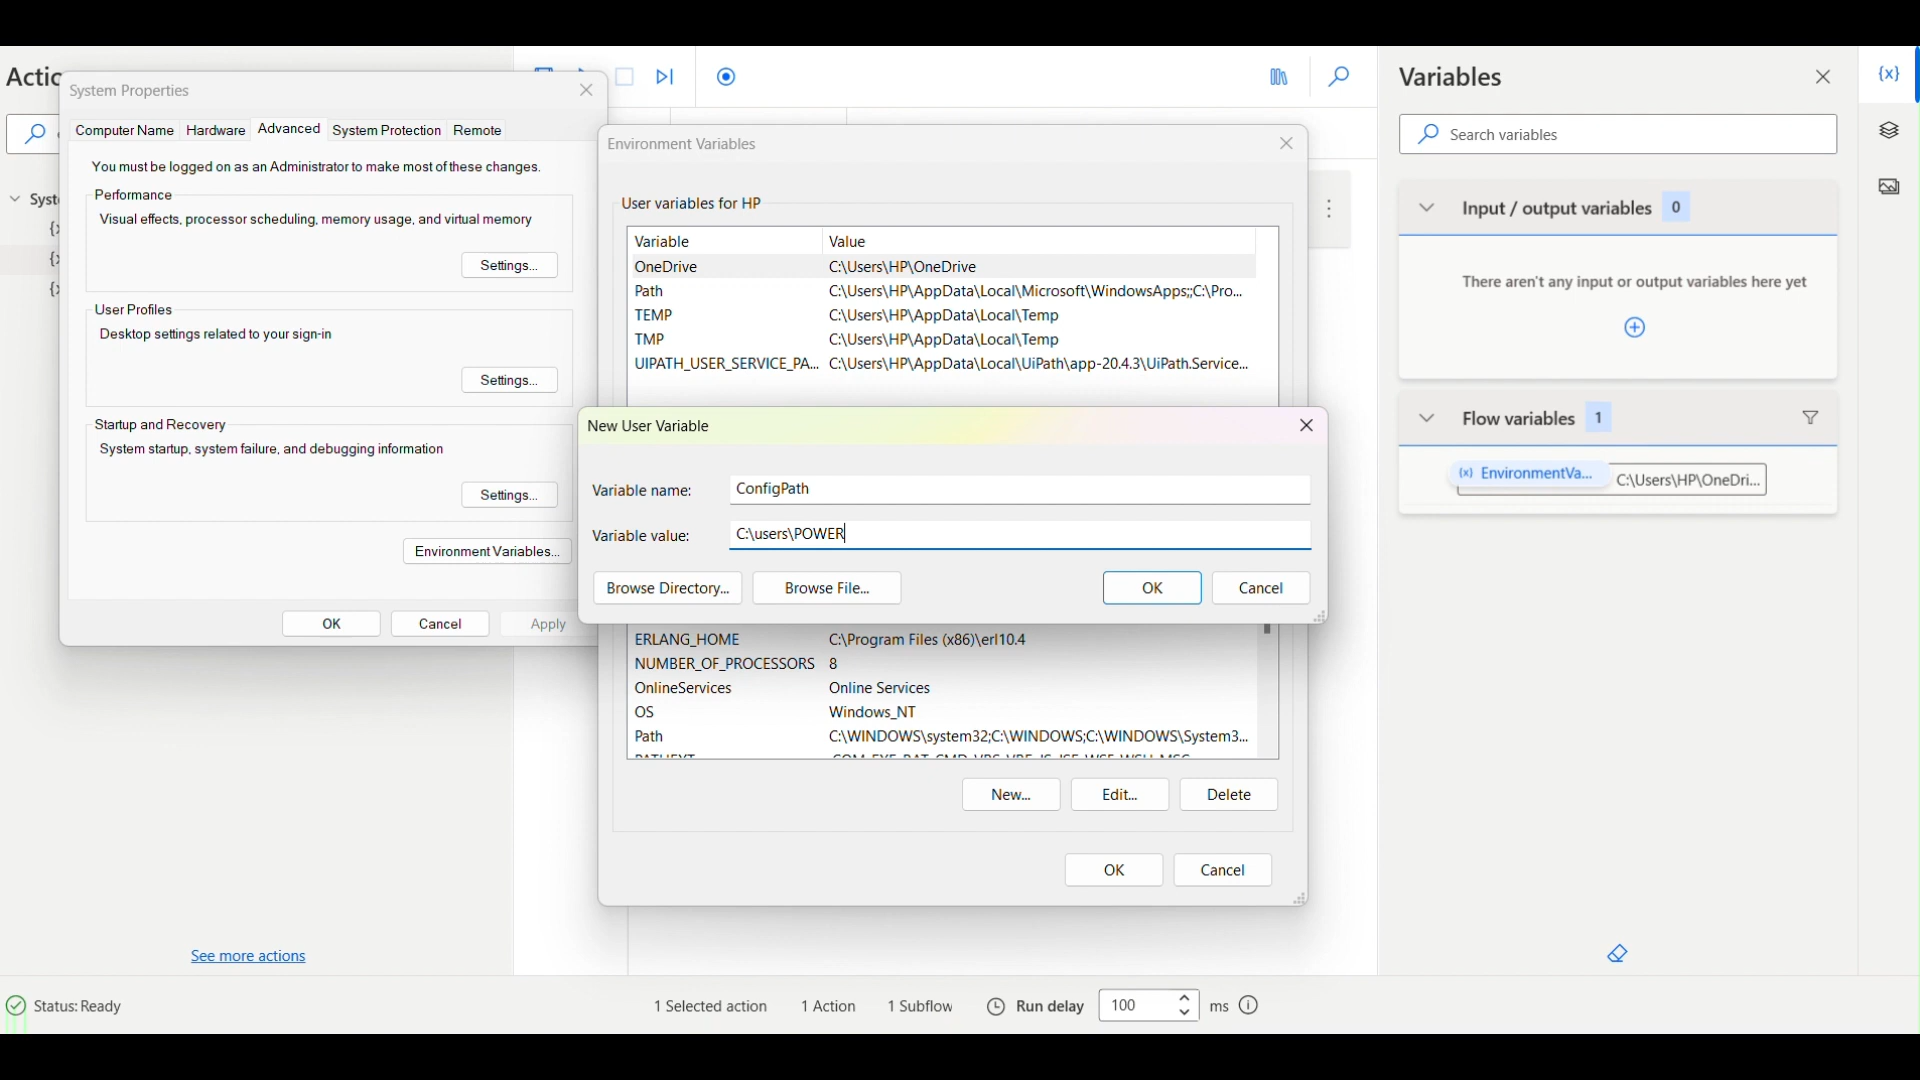 Actic
System Properties
Computer Name Hardware Advanced System Protection Remote
You must be logged on as an Administrator to make most of these changes.
Performance
Visual effects, processor scheduling, memory usage, and virtual memory
Settings...
User Profiles
Desktop settings related to your sign-in
Settings...
Startup and Recovery
System startup, system failure, and debugging information
Settings...
Environment Variables...
OK Cancel Apply
Syste
See more actions
Environment Variables
User variables for HP
Variable Value
OneDrive C:\Users\HP\OneDrive
Path C:\Users\HP\AppData\Local\Microsoft\WindowsApps;;C:\Pro...
TEMP C:\Users\HP\AppData\Local\Temp
TMP C:\Users\HP\AppData\Local\Temp
UIPATH_USER_SERVICE_PA... C:\Users\HP\AppData\Local\UiPath\app-20.4.3\UiPath.Service...
New User Variable
Variable name: ConfigPath
Variable value: C:\users\POWER
Browse Directory... Browse File... OK Cancel
ERLANG_HOME C:\Program Files (x86)\erl10.4
NUMBER_OF_PROCESSORS 8
OnlineServices Online Services
OS Windows_NT
Path C:\WINDOWS\system32;C:\WINDOWS;C:\WINDOWS\System3...
New... Edit... Delete
OK Cancel
Variables
{x}
Search variables
Input / output variables 0
There aren't any input or output variables here yet
Flow variables 1
(x) EnvironmentVa... C:\Users\HP\OneDri...
Status: Ready 1 Selected action 1 Action 1 Subflow Run delay 100 ms